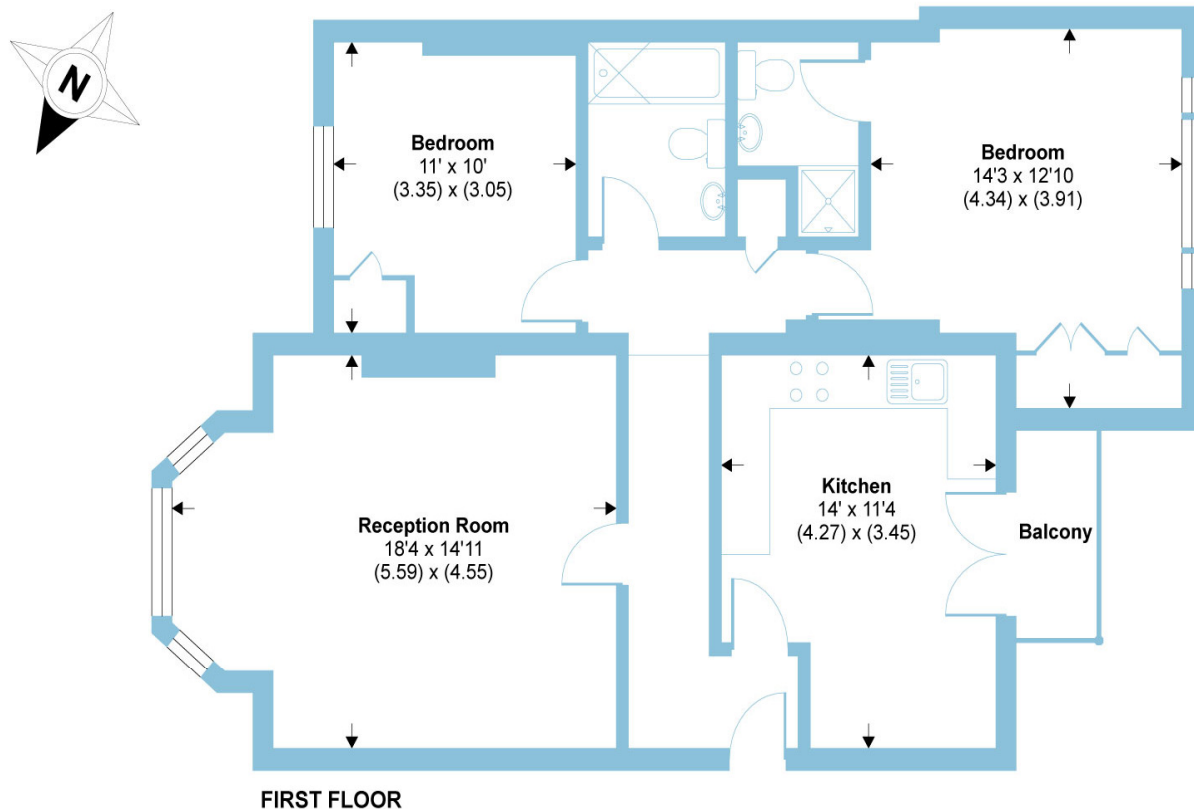 N
Bedroom
11' x 10'
(3.35) x (3.05)
Bedroom
14'3 x 12'10
(4.34) x (3.91)
Reception Room
18'4 x 14'11
(5.59) x (4.55)
Kitchen
14' x 11'4
(4.27) x (3.45)
Balcony
FIRST FLOOR